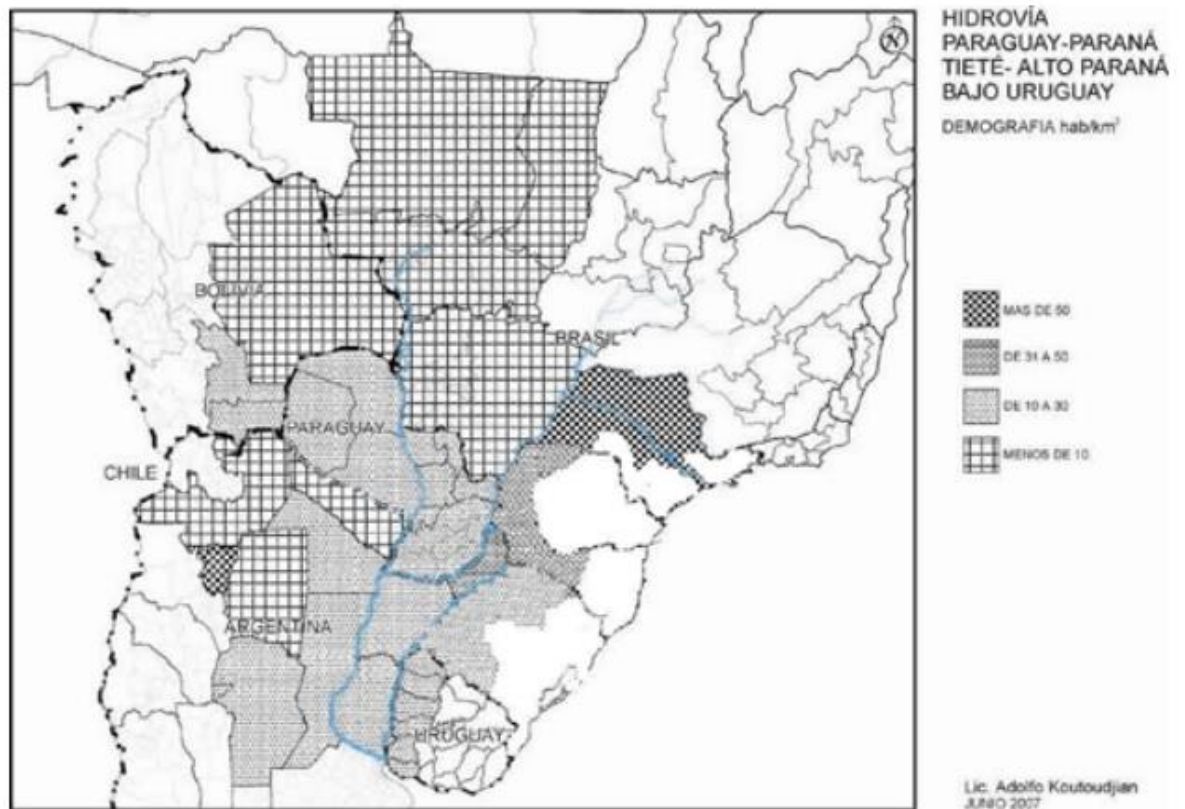 HIDROVÍA
PARAGUAY-PARANÁ
TIETÊ- ALTO PARANÁ
BAJO URUGUAY
DEMOGRAFIA hab/km²
N
BOLIVIA
BRASIL
PARAGUAY
CHILE
ARGENTINA
URUGUAY
MAS DE 50
DE 31 A 50
DE 10 A 30
MENOS DE 10
Lic. Adolfo Koutoudjian
JUNIO 2007